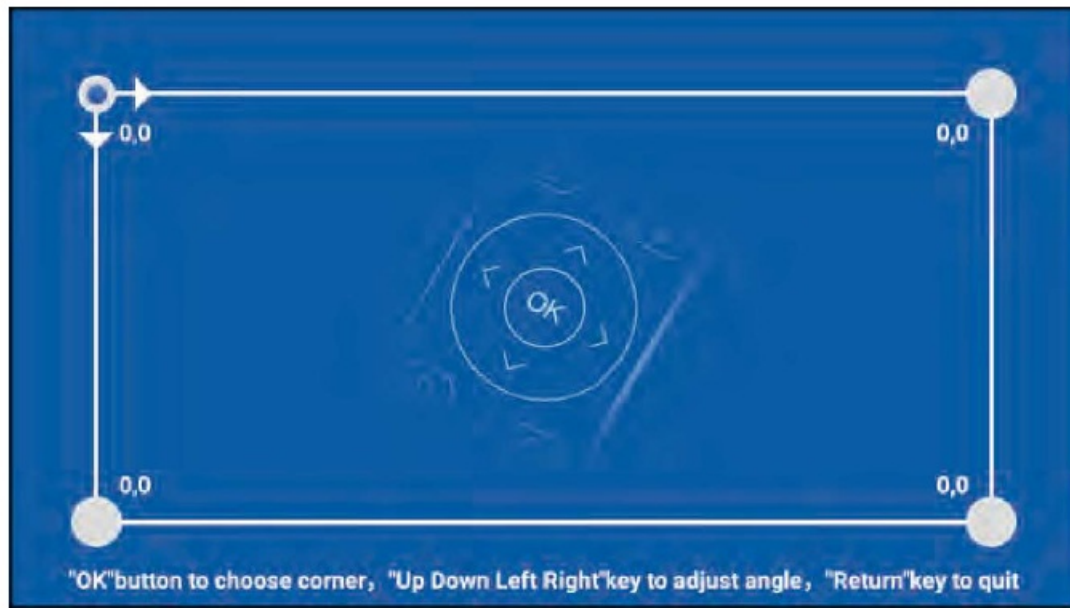 0,0 0,0
OK
0,0 0,0
"OK"button to choose corner，"Up Down Left Right"key to adjust angle，"Return"key to quit